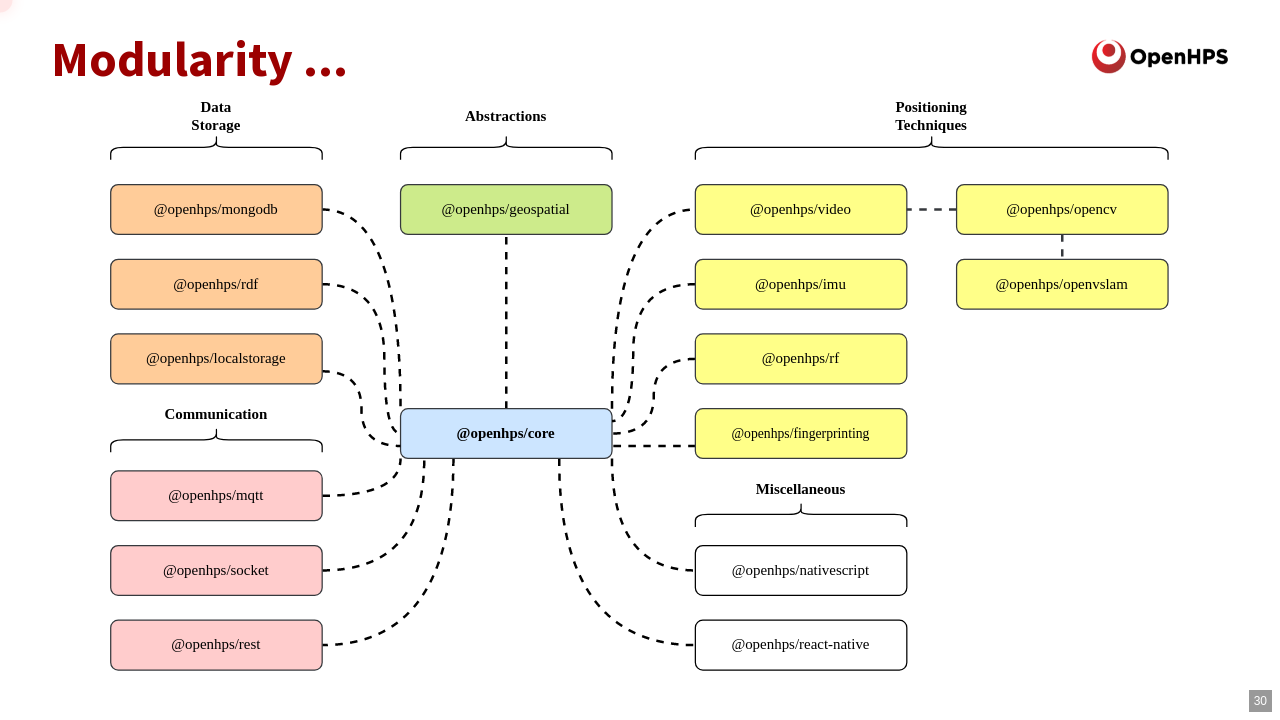 Modularity ...
OpenHPS
Data
Storage
@openhps/mongodb
@openhps/rdf
@openhps/localstorage
Communication
@openhps/mqtt
@openhps/socket
@openhps/rest
Abstractions
@openhps/geospatial
@openhps/core
Positioning
Techniques
@openhps/video
@openhps/opencv
@openhps/imu
@openhps/openvslam
@openhps/rf
@openhps/fingerprinting
Miscellaneous
@openhps/nativescript
@openhps/react-native
30